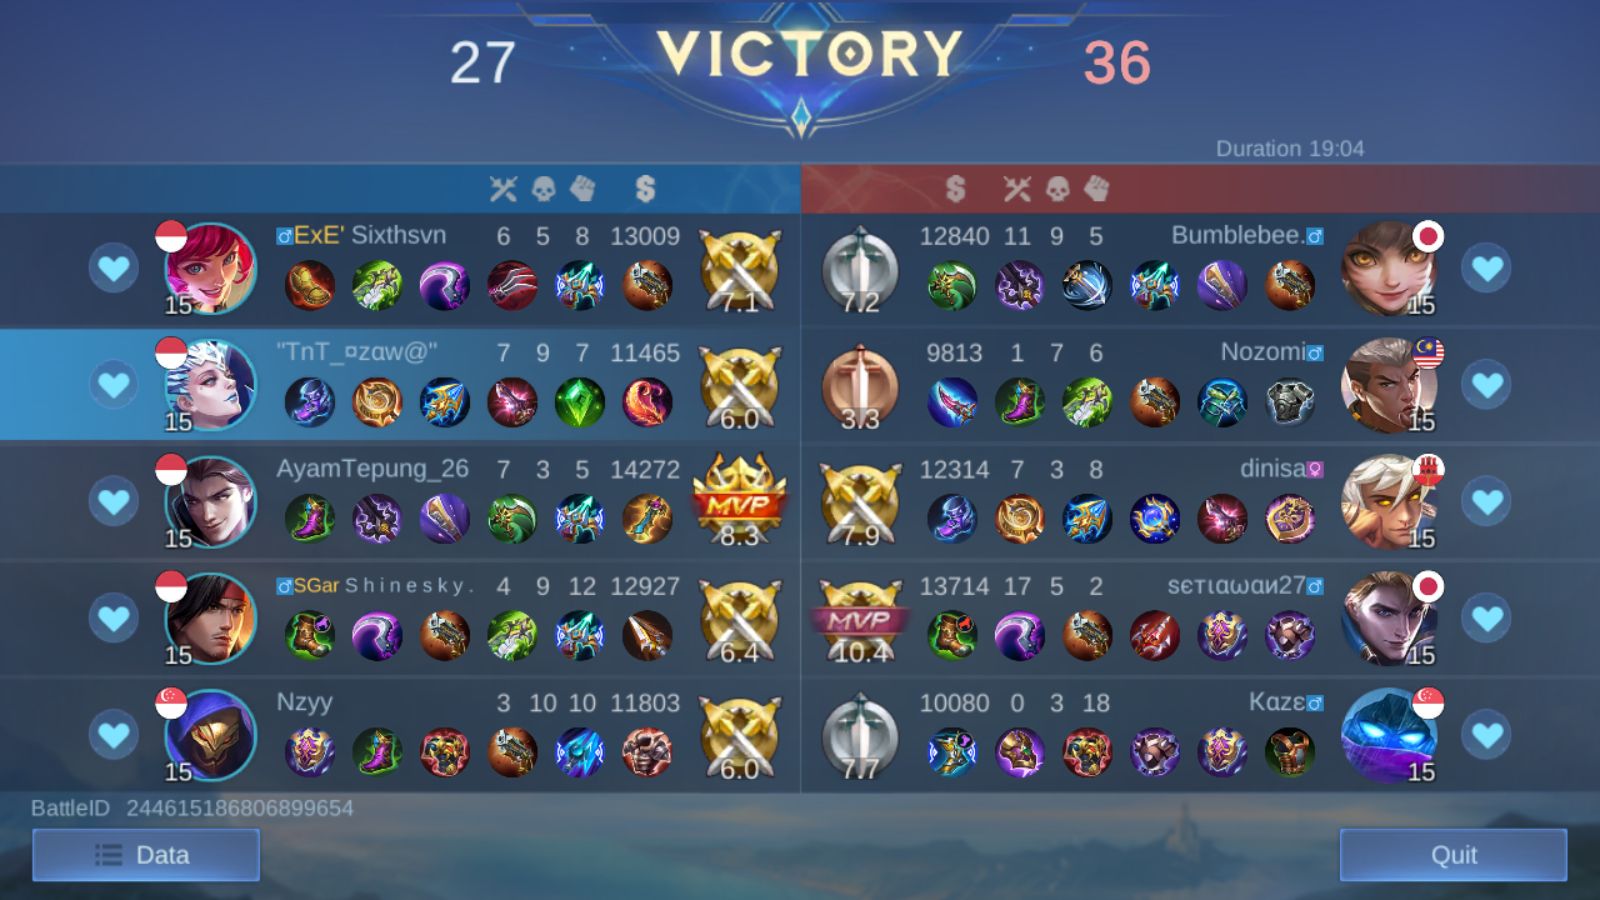 27 VICTORY 36
Duration 19:04
15 ExE' Sixthsvn 6 5 8 13009 7.1
7.2 12840 11 9 5 Bumblebee. 15
15 "TnT_¤zαw@" 7 9 7 11465 6.0
3.3 9813 1 7 6 Nozomi 15
15 AyamTepung_26 7 3 5 14272 MVP 8.3
7.9 12314 7 3 8 dinisa 15
15 SGar Shinesky. 4 9 12 12927 6.4
MVP 10.4 13714 17 5 2 ѕєтιαωαи27 15
15 Nzyy 3 10 10 11803 6.0
7.7 10080 0 3 18 Kαzε 15
BattleID 244615186806899654
Data
Quit